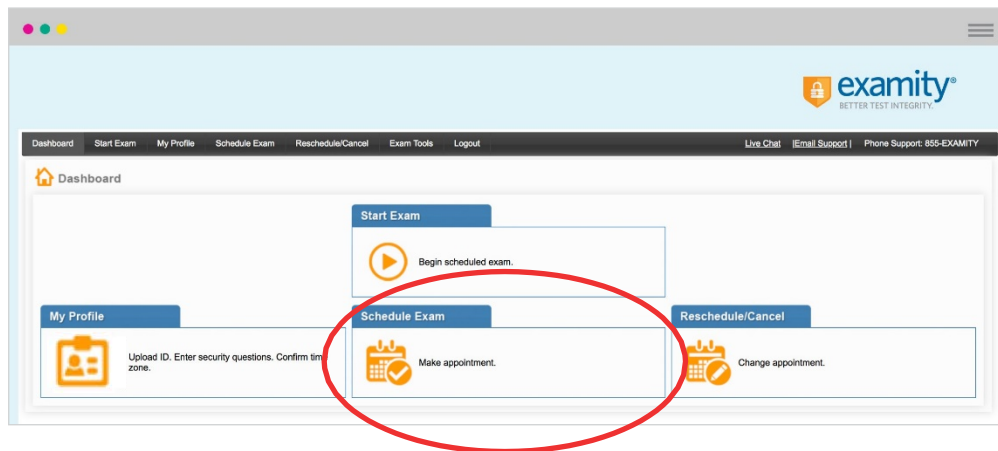 examity®
BETTER TEST INTEGRITY.
Dashboard Start Exam My Profile Schedule Exam Reschedule/Cancel Exam Tools Logout Live Chat |Email Support| Phone Support: 855-EXAMITY
Dashboard
Start Exam
Begin scheduled exam.
My Profile
Upload ID. Enter security questions. Confirm tim
zone.
Schedule Exam
Make appointment.
Reschedule/Cancel
Change appointment.